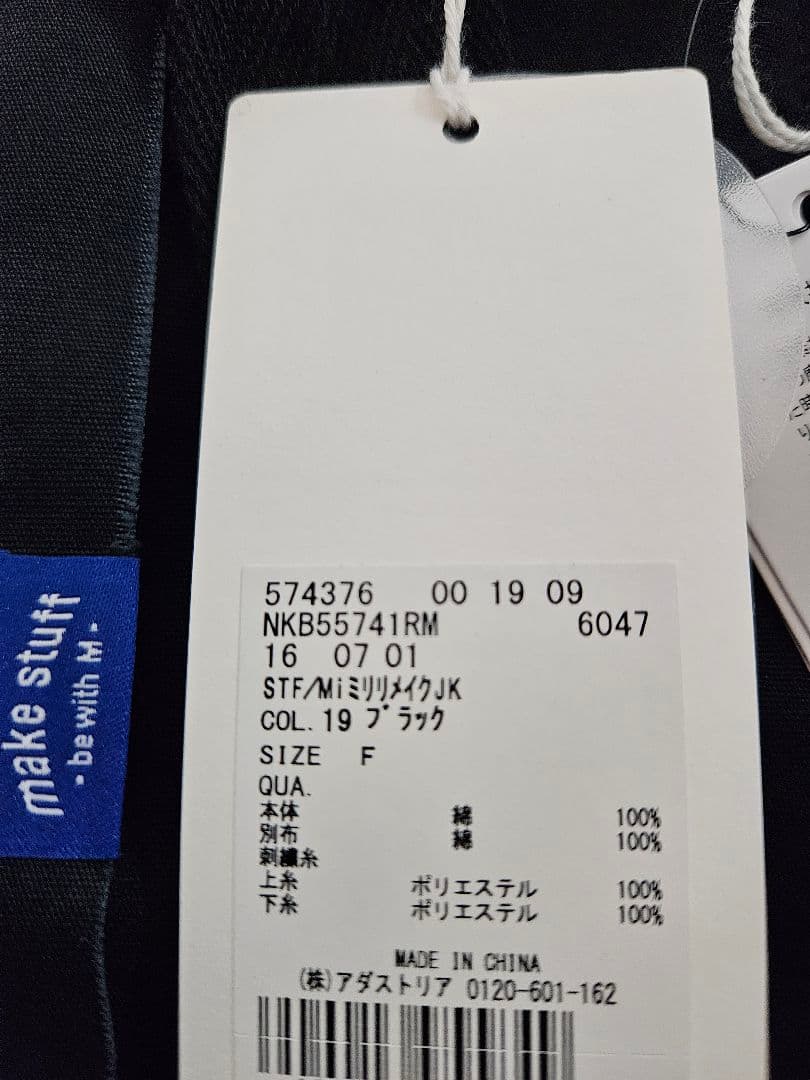 574376 00 19 09
NKB55741RM 6047
16 07 01
STF/MiミリリメイクJK
COL. 19 ブラック
SIZE F
QUA.
本体 綿 100%
別布 綿 100%
刺繍糸
上糸 ポリエステル 100%
下糸 ポリエステル 100%
MADE IN CHINA
(株)アダストリア 0120-601-162
make stuff
- be with M -